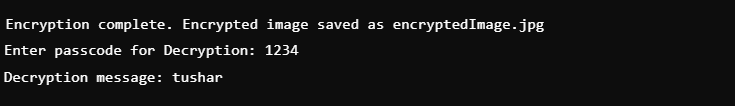 Encryption complete. Encrypted image saved as encryptedImage.jpg
Enter passcode for Decryption: 1234
Decryption message: tushar